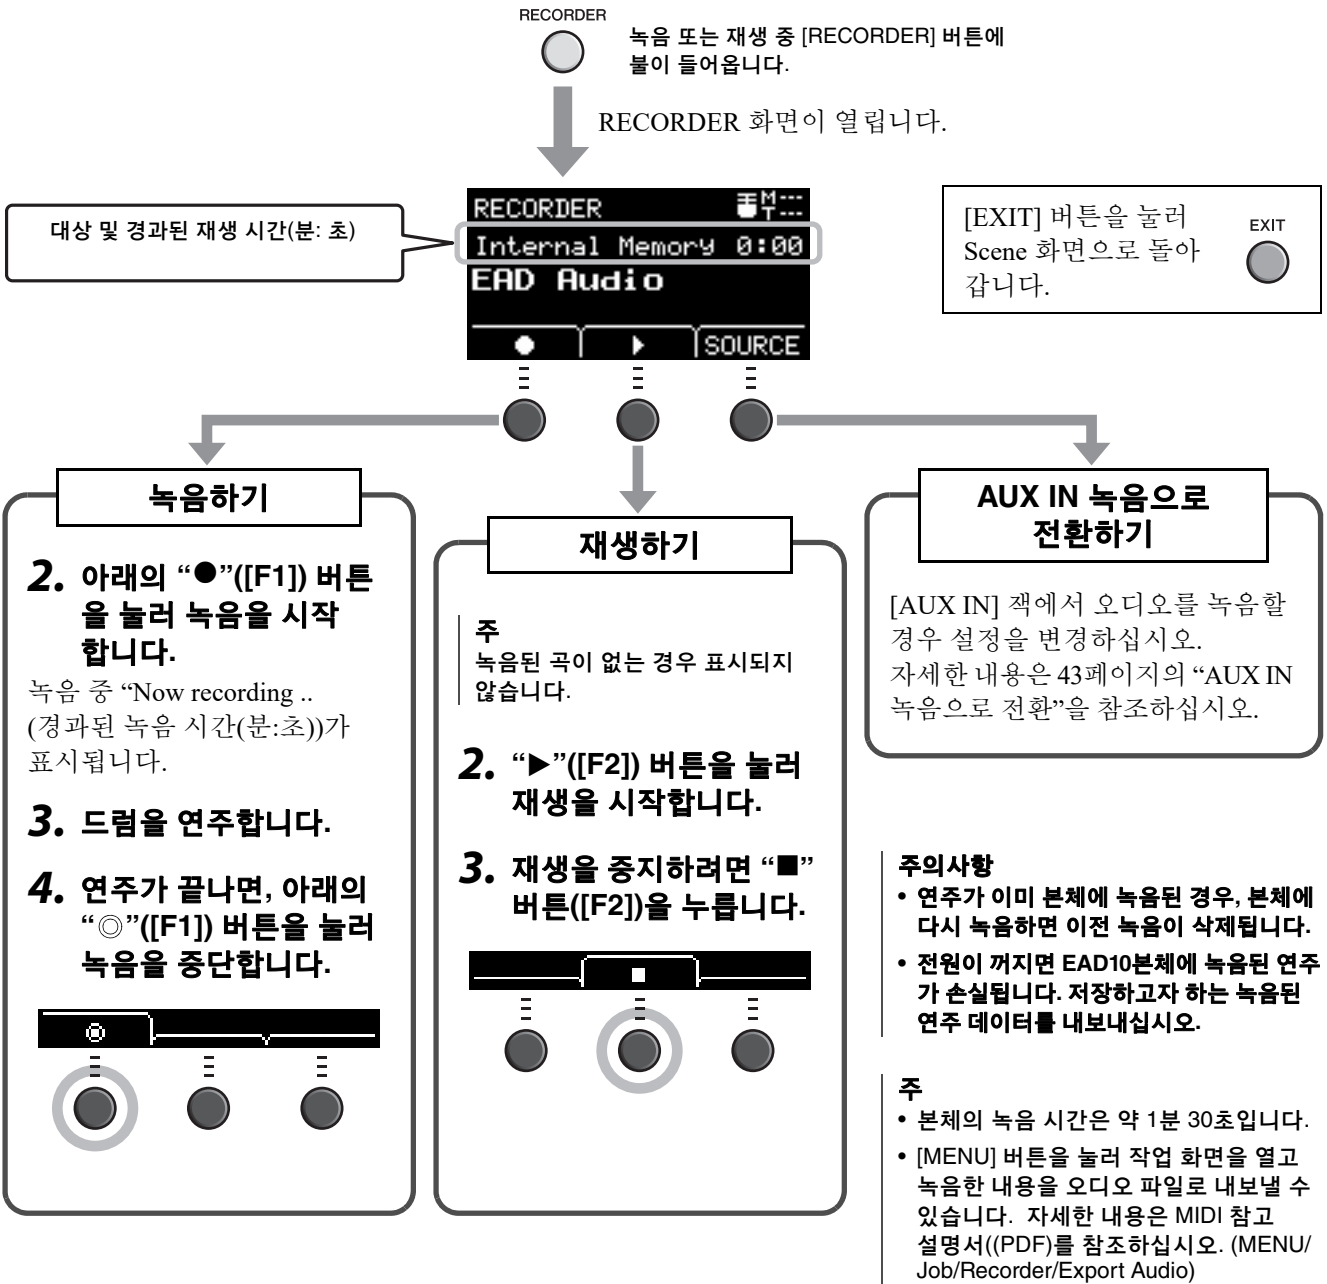 RECORDER
녹음 또는 재생 중 [RECORDER] 버튼에
불이 들어옵니다.
RECORDER 화면이 열립니다.
대상 및 경과된 재생 시간(분: 초)
RECORDER
M ---
T ---
Internal Memory 0:00
EAD Audio
● ▶ SOURCE
[EXIT] 버튼을 눌러
Scene 화면으로 돌아
갑니다.
EXIT
녹음하기
2. 아래의 “●”([F1]) 버튼
을 눌러 녹음을 시작
합니다.
녹음 중 “Now recording ..
(경과된 녹음 시간(분:초))가
표시됩니다.
3. 드럼을 연주합니다.
4. 연주가 끝나면, 아래의
“◎”([F1]) 버튼을 눌러
녹음을 중단합니다.
재생하기
주
녹음된 곡이 없는 경우 표시되지
않습니다.
2. “▶”([F2]) 버튼을 눌러
재생을 시작합니다.
3. 재생을 중지하려면 “■”
버튼([F2])을 누릅니다.
AUX IN 녹음으로
전환하기
[AUX IN] 잭에서 오디오를 녹음할
경우 설정을 변경하십시오.
자세한 내용은 43페이지의 “AUX IN
녹음으로 전환”을 참조하십시오.
주의사항
• 연주가 이미 본체에 녹음된 경우, 본체에
다시 녹음하면 이전 녹음이 삭제됩니다.
• 전원이 꺼지면 EAD10본체에 녹음된 연주
가 손실됩니다. 저장하고자 하는 녹음된
연주 데이터를 내보내십시오.
주
• 본체의 녹음 시간은 약 1분 30초입니다.
• [MENU] 버튼을 눌러 작업 화면을 열고
녹음한 내용을 오디오 파일로 내보낼 수
있습니다. 자세한 내용은 MIDI 참고
설명서((PDF)를 참조하십시오. (MENU/
Job/Recorder/Export Audio)